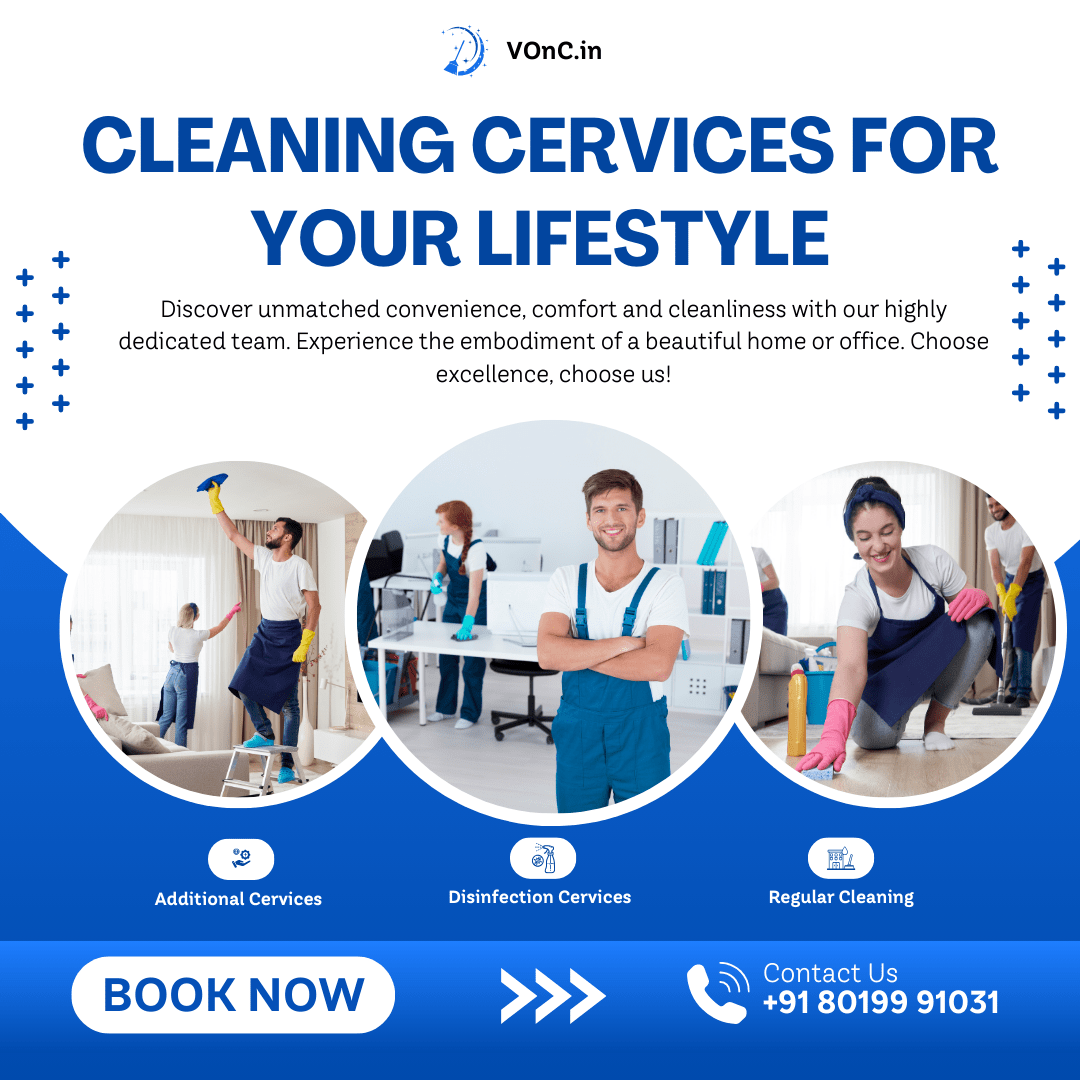 VOnC.in
CLEANING CERVICES FOR
YOUR LIFESTYLE
Discover unmatched convenience, comfort and cleanliness with our highly
dedicated team. Experience the embodiment of a beautiful home or office. Choose
excellence, choose us!
Additional Cervices
Disinfection Cervices
Regular Cleaning
BOOK NOW
Contact Us
+91 80199 91031